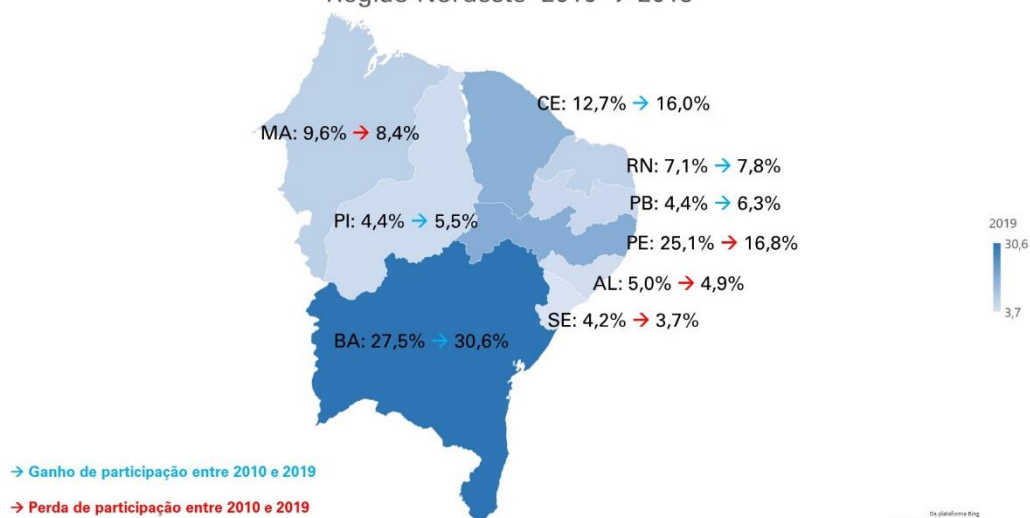 CE: 12,7% → 16,0%
MA: 9,6% → 8,4%
RN: 7,1% → 7,8%
PB: 4,4% → 6,3%
PI: 4,4% → 5,5%
PE: 25,1% → 16,8%
2019
30,6
3,7
AL: 5,0% → 4,9%
SE: 4,2% → 3,7%
BA: 27,5% → 30,6%
→ Ganho de participação entre 2010 e 2019
→ Perda de participação entre 2010 e 2019
Da plataforma Bing